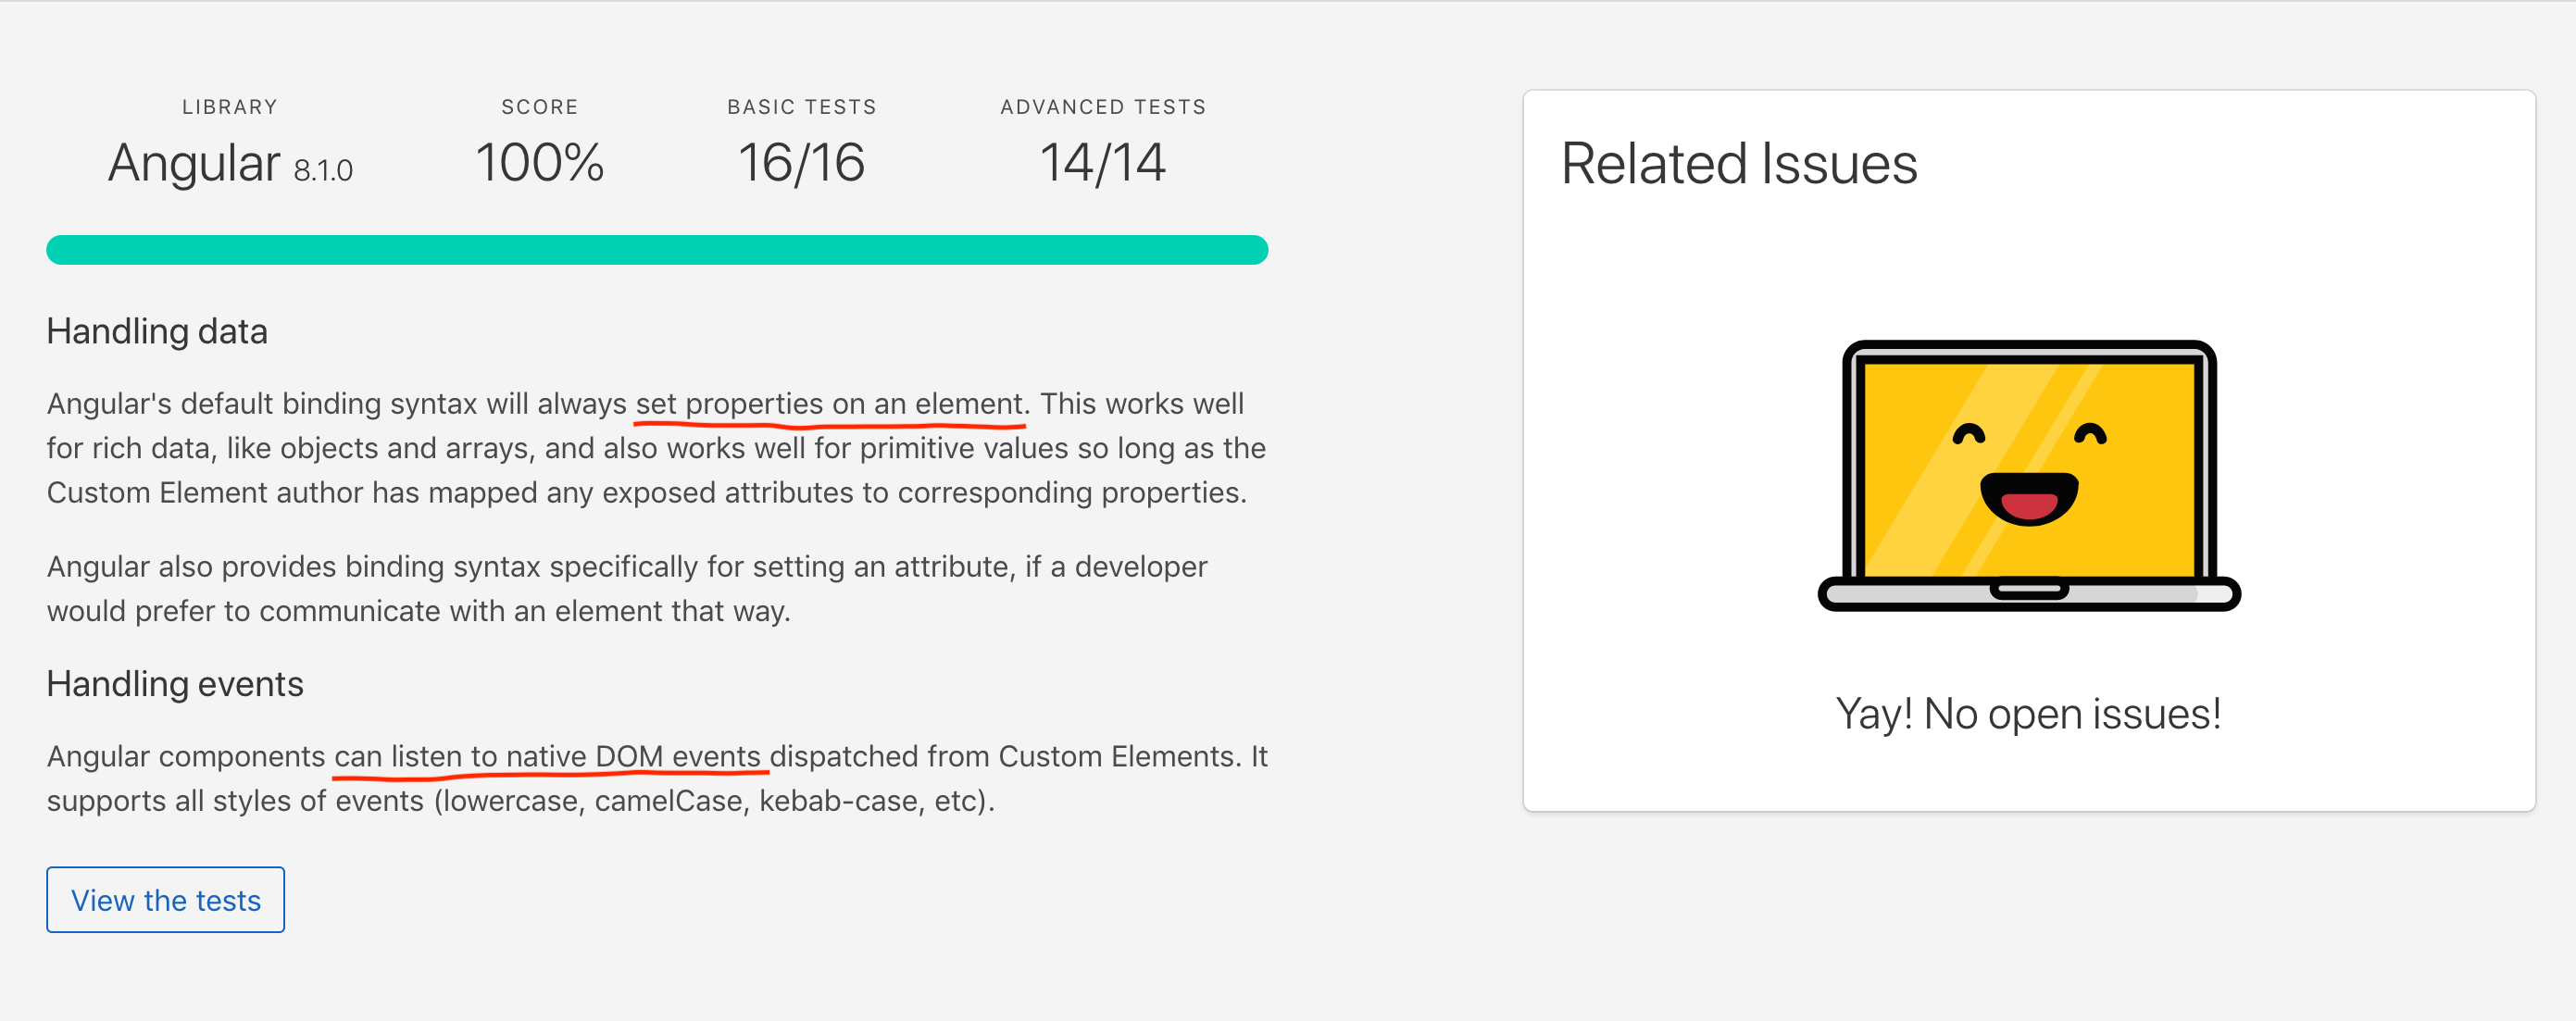 LIBRARY
Angular 8.1.0
SCORE
100%
BASIC TESTS
16/16
ADVANCED TESTS
14/14
Handling data
Angular's default binding syntax will always set properties on an element. This works well
for rich data, like objects and arrays, and also works well for primitive values so long as the
Custom Element author has mapped any exposed attributes to corresponding properties.
Angular also provides binding syntax specifically for setting an attribute, if a developer
would prefer to communicate with an element that way.
Handling events
Angular components can listen to native DOM events dispatched from Custom Elements. It
supports all styles of events (lowercase, camelCase, kebab-case, etc).
View the tests
Related Issues
Yay! No open issues!